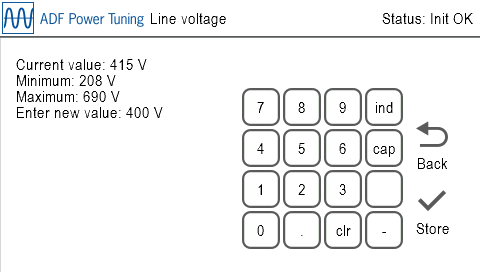 ADF Power Tuning Line voltage Status: Init OK
Current value: 415 V
Minimum: 208 V
Maximum: 690 V
Enter new value: 400 V
7 8 9 ind
4 5 6 cap
Back
1 2 3
0 . clr -
Store